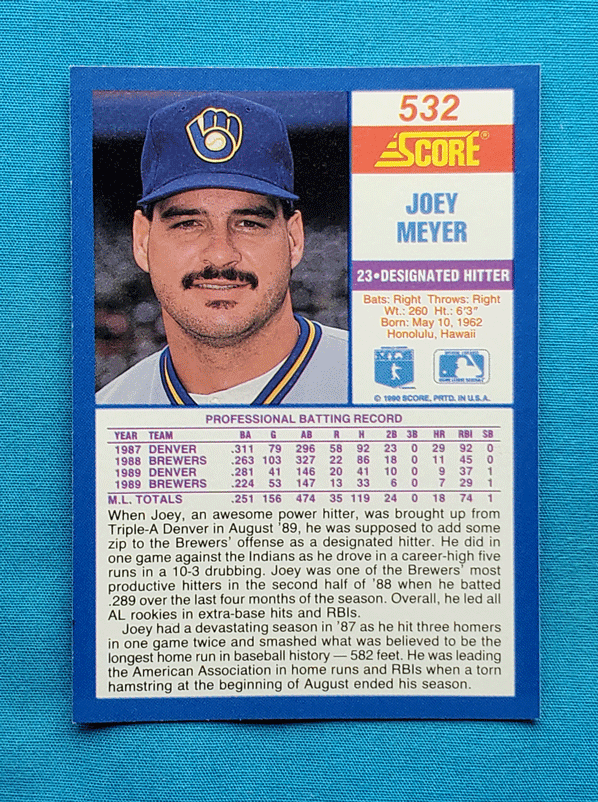 532
SCORE®
JOEY
MEYER
23•DESIGNATED HITTER
Bats: Right Throws: Right
Wt.: 260 Ht.: 6'3"
Born: May 10, 1962
Honolulu, Hawaii
© 1990 SCORE, PRTD. IN U.S.A.
PROFESSIONAL BATTING RECORD
YEAR TEAM BA G AB R H 2B 3B HR RBI SB
1987 DENVER .311 79 296 58 92 23 0 29 92 0
1988 BREWERS .263 103 327 22 86 18 0 11 45 0
1989 DENVER .281 41 146 20 41 10 0 9 37 1
1989 BREWERS .224 53 147 13 33 6 0 7 29 1
M.L. TOTALS .251 156 474 35 119 24 0 18 74 1
When Joey, an awesome power hitter, was brought up from
Triple-A Denver in August '89, he was supposed to add some
zip to the Brewers' offense as a designated hitter. He did in
one game against the Indians as he drove in a career-high five
runs in a 10-3 drubbing. Joey was one of the Brewers' most
productive hitters in the second half of '88 when he batted
.289 over the last four months of the season. Overall, he led all
AL rookies in extra-base hits and RBIs.
Joey had a devastating season in '87 as he hit three homers
in one game twice and smashed what was believed to be the
longest home run in baseball history — 582 feet. He was leading
the American Association in home runs and RBIs when a torn
hamstring at the beginning of August ended his season.